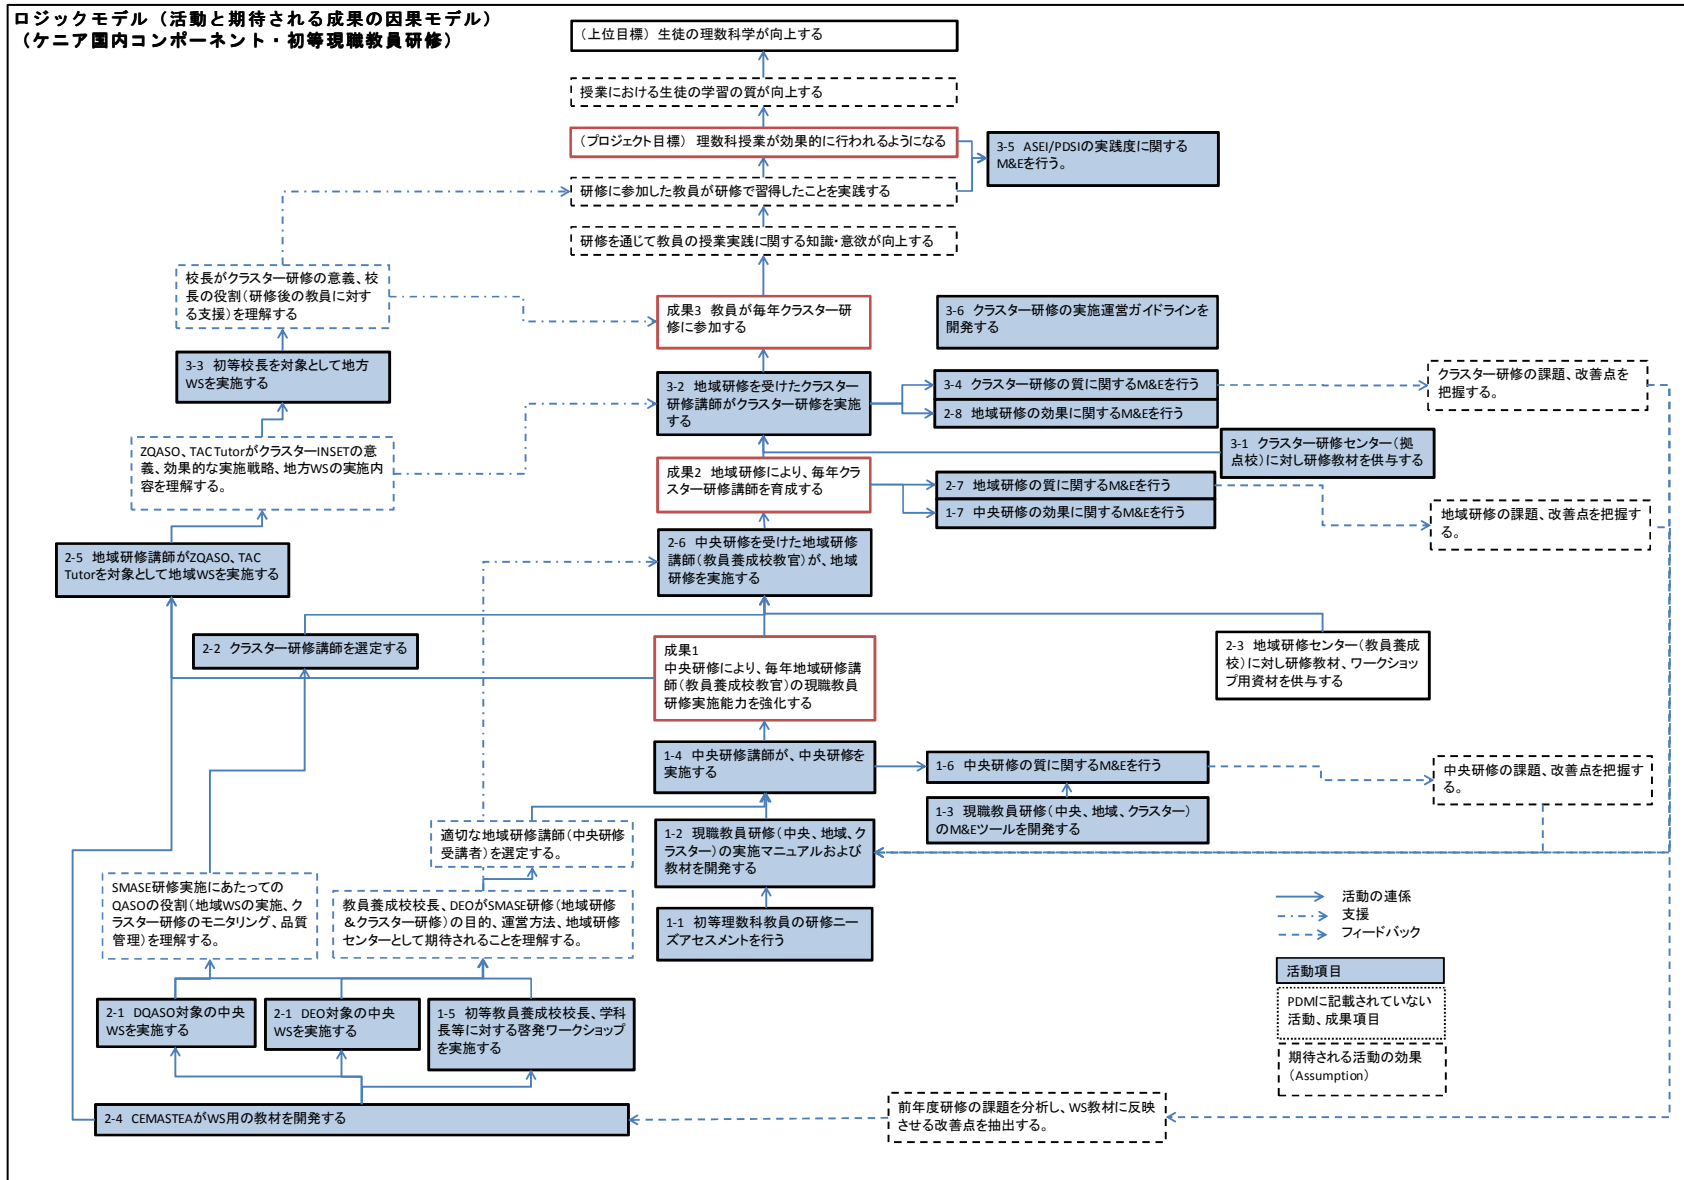 ロジックモデル（活動と期待される成果の因果モデル）
（ケニア国内コンポーネント・初等現職教員研修）
（上位目標）生徒の理数科学が向上する
授業における生徒の学習の質が向上する
（プロジェクト目標）理数科授業が効果的に行われるようになる
3-5 ASEI/PDSIの実践度に関する
M&Eを行う。
研修に参加した教員が研修で習得したことを実践する
研修を通じて教員の授業実践に関する知識・意欲が向上する
校長がクラスター研修の意義、校
長の役割（研修後の教員に対す
る支援）を理解する
成果3 教員が毎年クラスター研
修に参加する
3-6 クラスター研修の実施運営ガイドラインを
開発する
3-3 初等校長を対象として地方
WSを実施する
3-2 地域研修を受けたクラスター
研修講師がクラスター研修を実施
する
3-4 クラスター研修の質に関するM&Eを行う
2-8 地域研修の効果に関するM&Eを行う
クラスター研修の課題、改善点を
把握する。
ZQASO、TAC TutorがクラスターINSETの意
義、効果的な実施戦略、地方WSの実施内
容を理解する。
3-1 クラスター研修センター（拠
点校）に対し研修教材を供与する
成果2 地域研修により、毎年クラ
スター研修講師を育成する
2-7 地域研修の質に関するM&Eを行う
1-7 中央研修の効果に関するM&Eを行う
地域研修の課題、改善点を把握す
る。
2-5 地域研修講師がZQASO、TAC
Tutorを対象として地域WSを実施する
2-6 中央研修を受けた地域研修
講師（教員養成校教官）が、地域
研修を実施する
2-2 クラスター研修講師を選定する
成果1
中央研修により、毎年地域研修講
師（教員養成校教官）の現職教員
研修実施能力を強化する
2-3 地域研修センター（教員養成
校）に対し研修教材、ワークショッ
プ用資材を供与する
1-4 中央研修講師が、中央研修を
実施する
1-6 中央研修の質に関するM&Eを行う
中央研修の課題、改善点を把握す
る。
1-3 現職教員研修（中央、地域、クラスター）
のM&Eツールを開発する
適切な地域研修講師（中央研修
受講者）を選定する。
1-2 現職教員研修（中央、地域、ク
ラスター）の実施マニュアルおよび
教材を開発する
SMASE研修実施にあたっての
QASOの役割（地域WSの実施、ク
ラスター研修のモニタリング、品質
管理）を理解する。
教員養成校校長、DEOがSMASE研修（地域研修
＆クラスター研修）の目的、運営方法、地域研修
センターとして期待されることを理解する。
1-1 初等理数科教員の研修ニー
ズアセスメントを行う
活動の連係
支援
フィードバック
活動項目
PDMに記載されていない
活動、成果項目
期待される活動の効果
（Assumption）
2-1 DQASO対象の中央
WSを実施する
2-1 DEO対象の中央
WSを実施する
1-5 初等教員養成校校長、学科
長等に対する啓発ワークショップ
を実施する
2-4 CEMASTEAがWS用の教材を開発する
前年度研修の課題を分析し、WS教材に反映
させる改善点を抽出する。